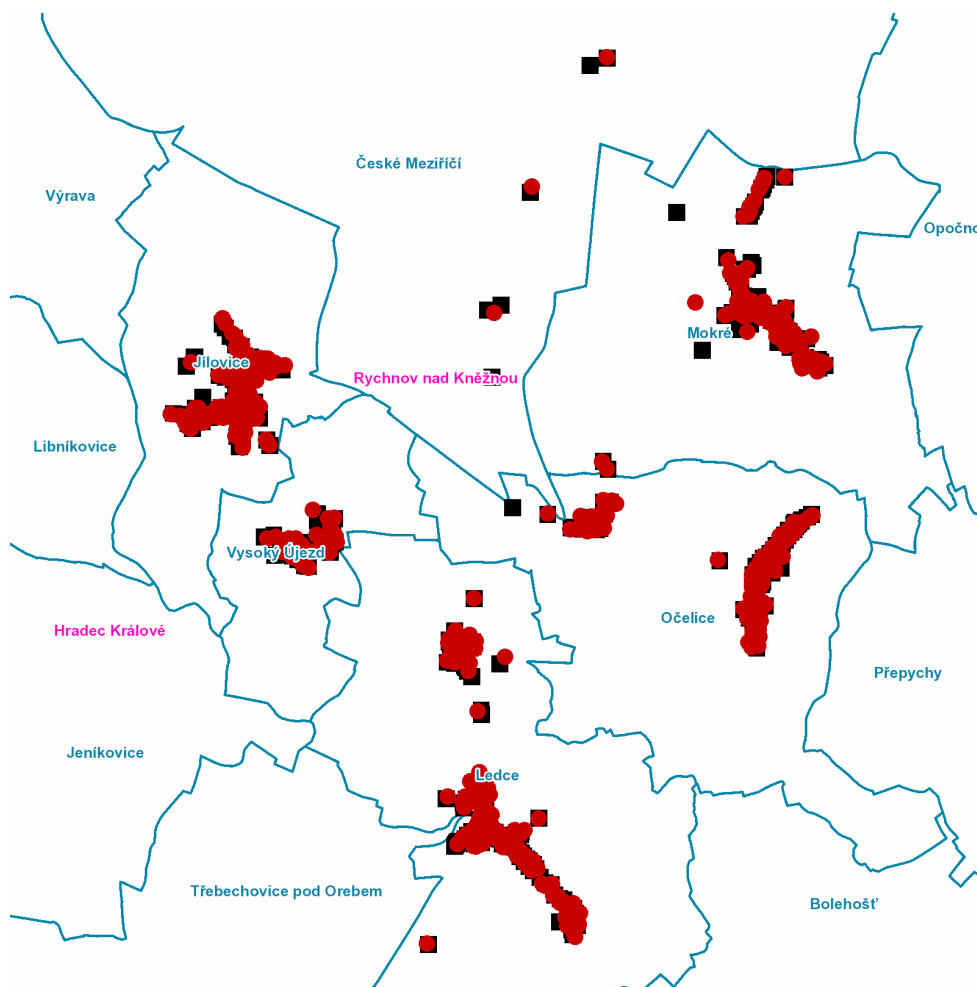 České Meziříčí
Výrava
Opočno
Mokré
Jílovice
Rychnov nad Kněžnou
Libníkovice
Vysoký Újezd
Očelice
Hradec Králové
Přepychy
Jeníkovice
Ledce
Třebechovice pod Orebem
Bolehošť